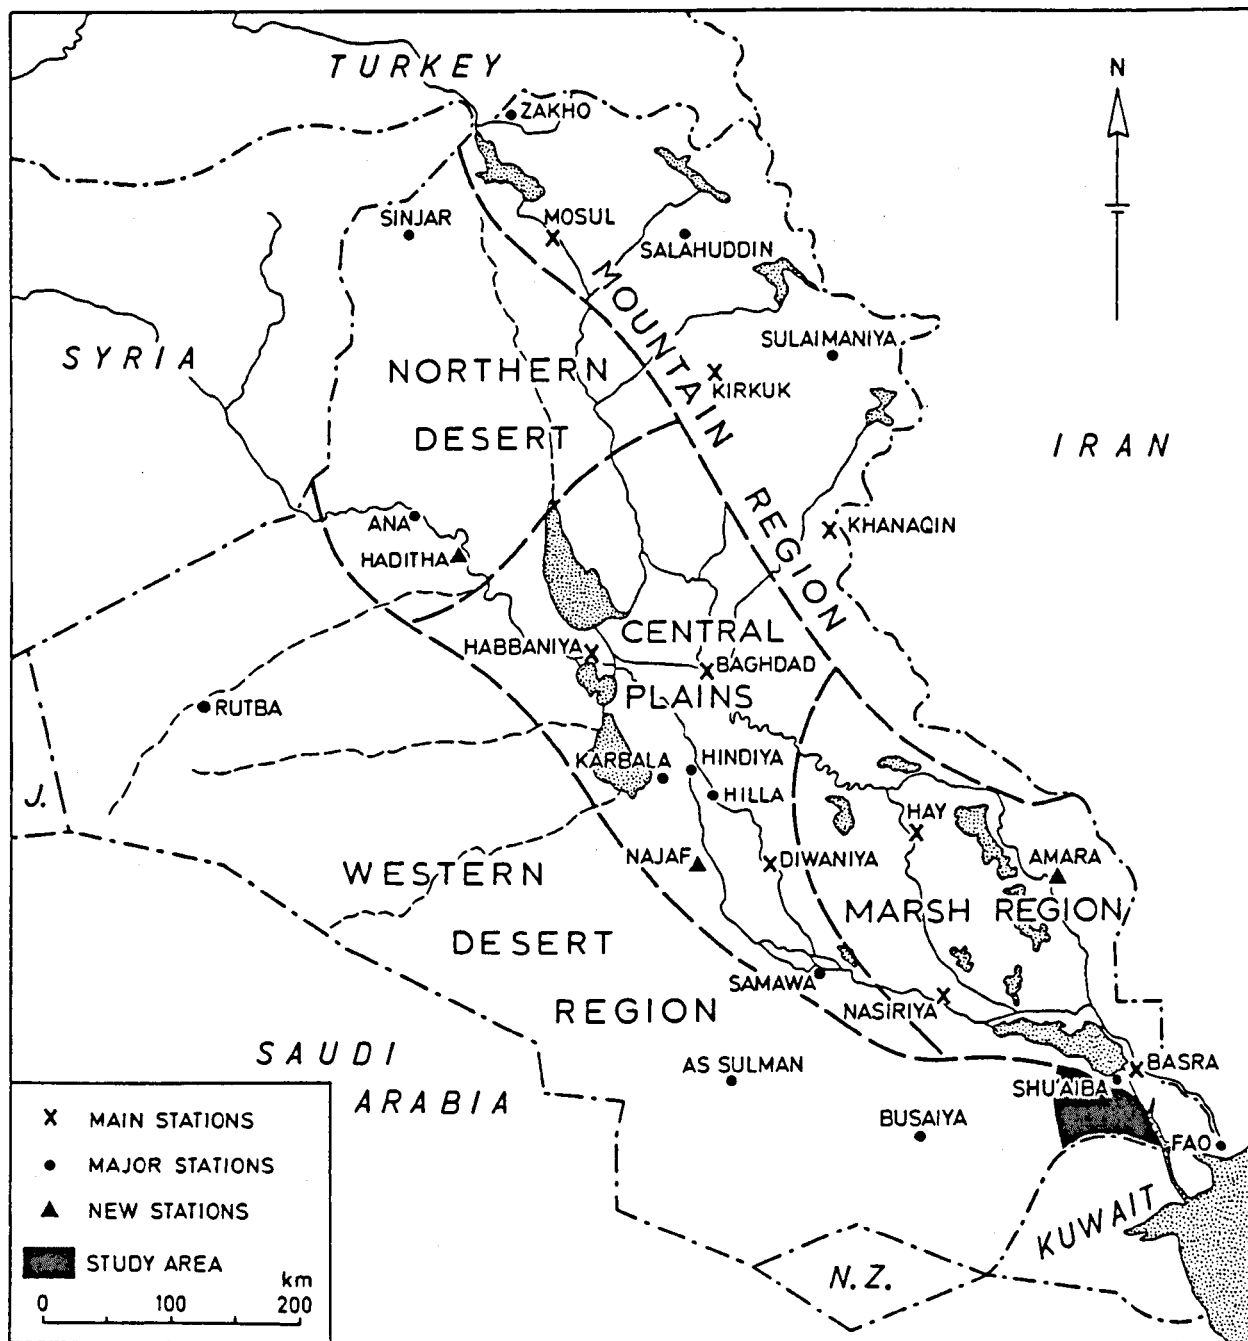 TURKEY
N
ZAKHO
SINJAR
MOSUL
SALAHUDDIN
MOUNTAIN REGION
SYRIA
SULAIMANIYA
NORTHERN
KIRKUK
DESERT
IRAN
ANA
KHANAQIN
HADITHA
CENTRAL
HABBANIYA
BAGHDAD
PLAINS
RUTBA
KARBALA
HINDIYA
J.
HILLA
HAY
NAJAF
DIWANIYA
AMARA
WESTERN
MARSH REGION
DESERT
SAMAWA
NASIRIYA
REGION
SAUDI
ARABIA
AS SULMAN
BASRA
SHU'AIBA
BUSAIYA
FAO
KUWAIT
N.Z.
X MAIN STATIONS
● MAJOR STATIONS
▲ NEW STATIONS
STUDY AREA
km
0 100 200